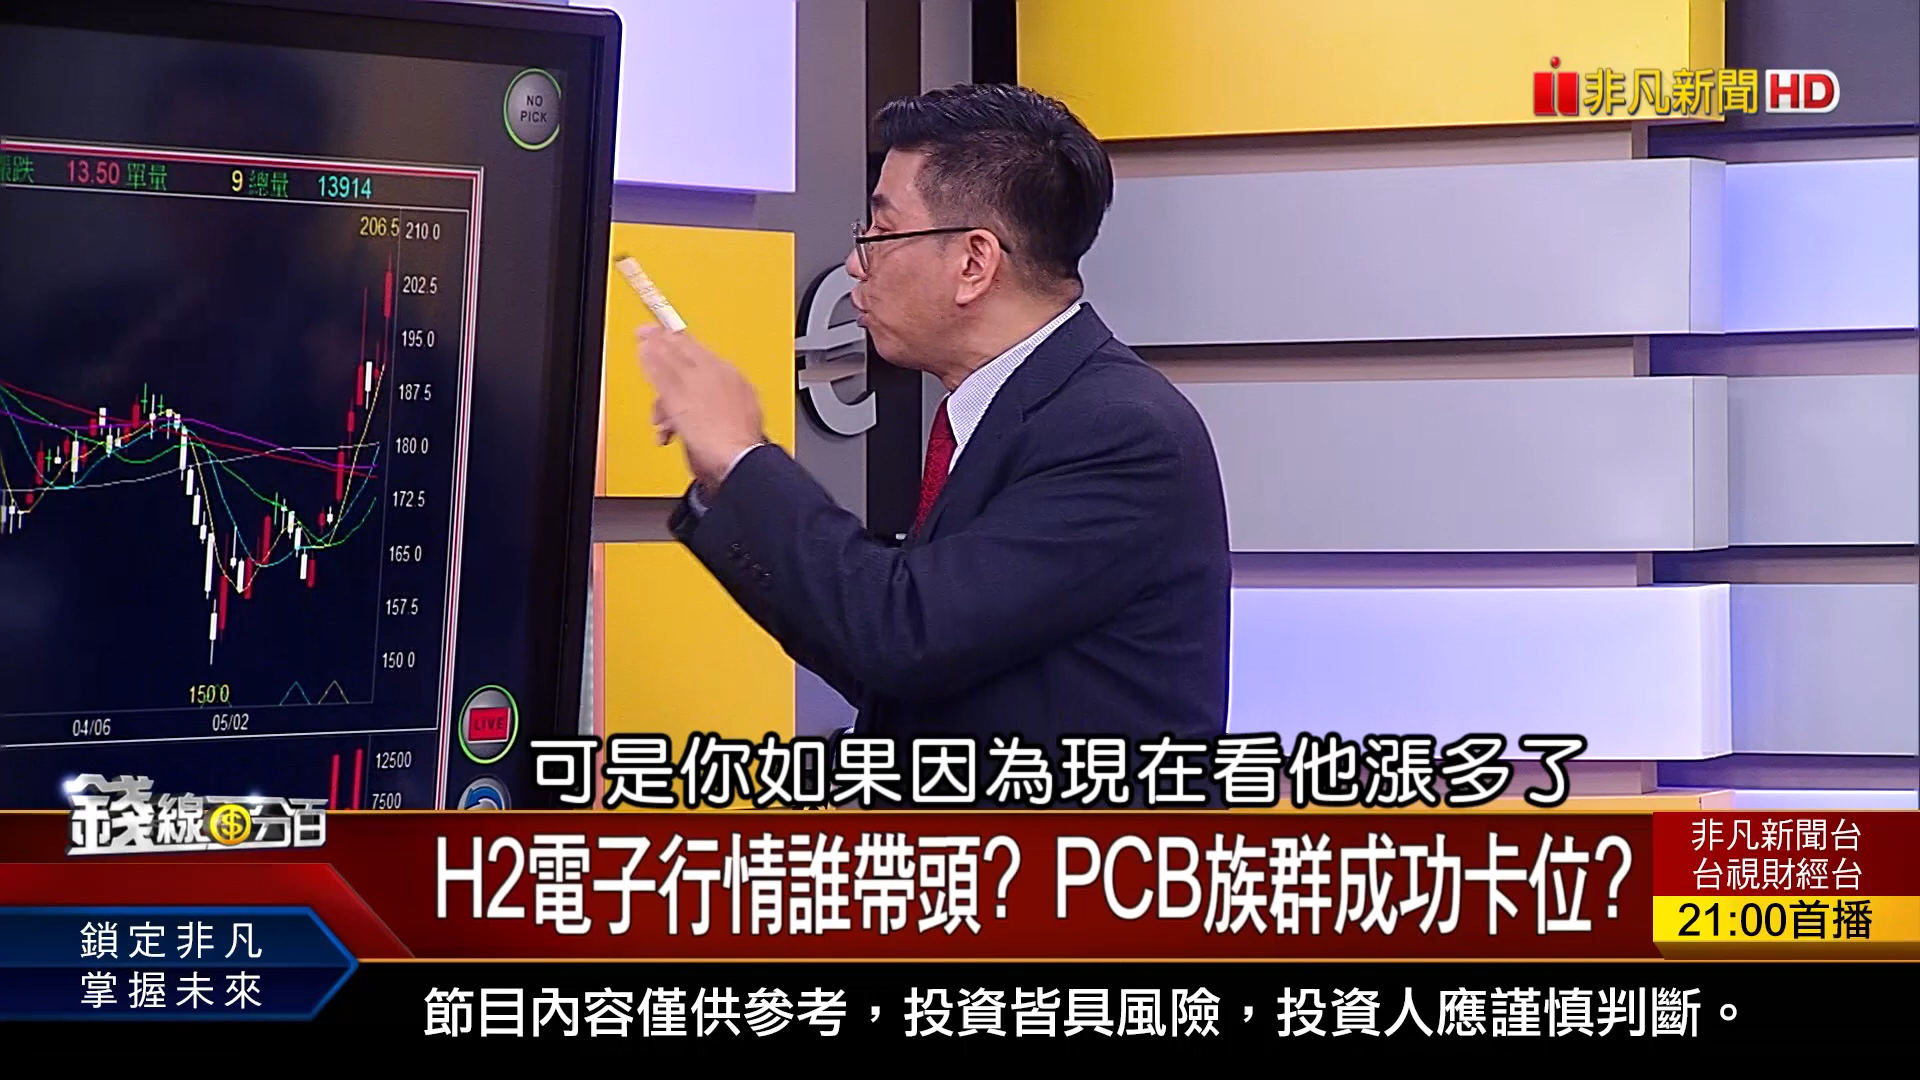 非凡新聞HD
NO
PICK
漲跌 13.50 單量 9 總量 13914
206.5
210.0
202.5
195.0
187.5
180.0
172.5
165.0
157.5
150.0
150.0
04/06
05/02
LIVE
12500
7500
可是你如果因為現在看他漲多了
錢線百分百
H2電子行情誰帶頭? PCB族群成功卡位?
非凡新聞台
台視財經台
21:00首播
鎖定非凡
掌握未來
節目內容僅供參考，投資皆具風險，投資人應謹慎判斷。